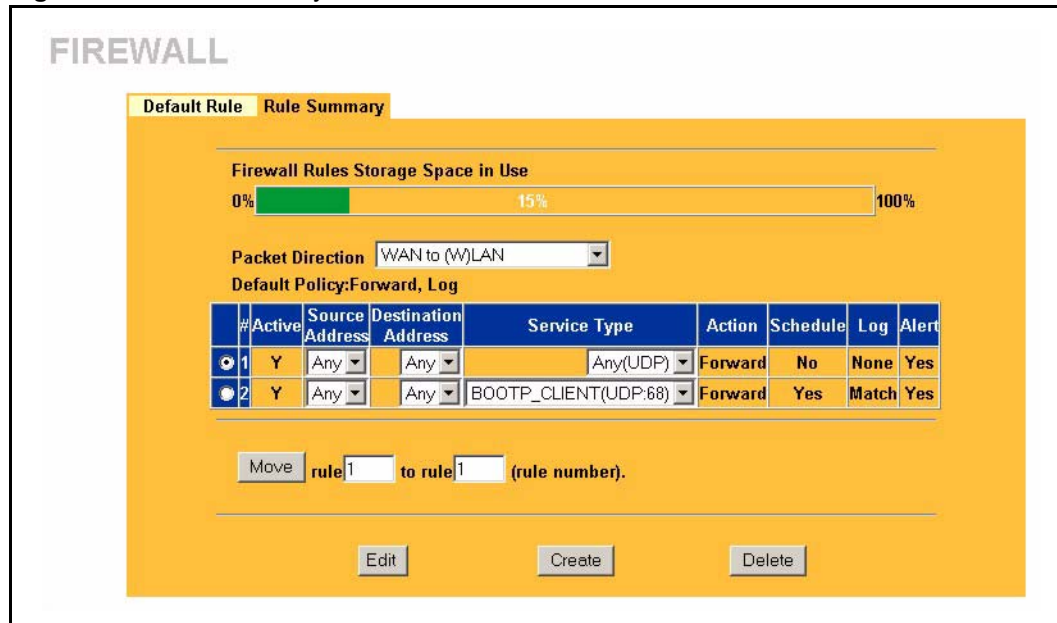 FIREWALL
Default Rule Rule Summary
Firewall Rules Storage Space in Use
0% 15% 100%
Packet Direction WAN to (W)LAN
Default Policy:Forward, Log
# Active Source Address Destination Address Service Type Action Schedule Log Alert
1 Y Any Any Any(UDP) Forward No None Yes
2 Y Any Any BOOTP_CLIENT(UDP:68) Forward Yes Match Yes
Move rule 1 to rule 1 (rule number).
Edit Create Delete